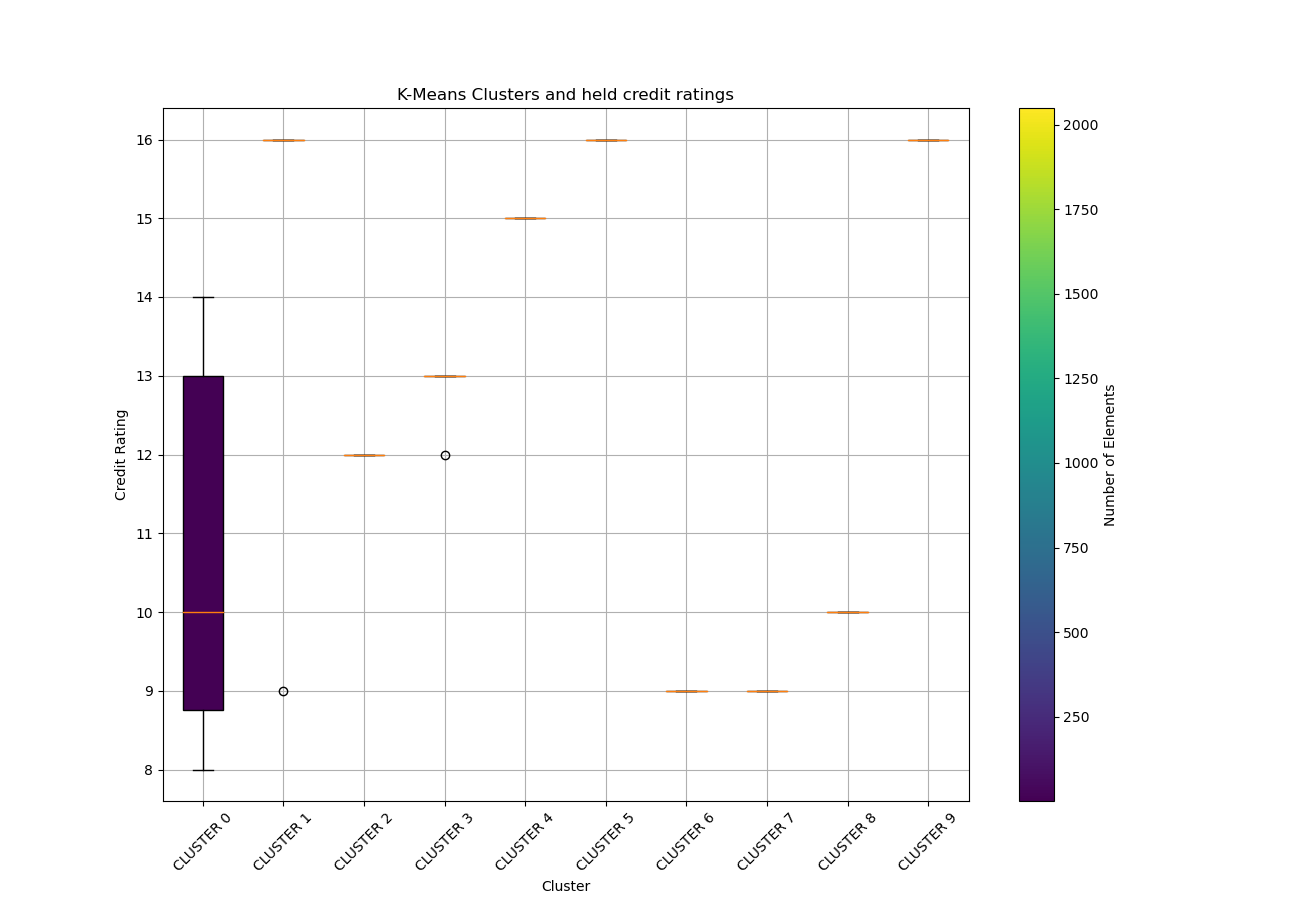 K-Means Clusters and held credit ratings
16
15
14
13
12
11
10
9
8
Credit Rating
CLUSTER 0
CLUSTER 1
CLUSTER 2
CLUSTER 3
CLUSTER 4
CLUSTER 5
CLUSTER 6
CLUSTER 7
CLUSTER 8
CLUSTER 9
Cluster
2000
1750
1500
1250
1000
750
500
250
Number of Elements